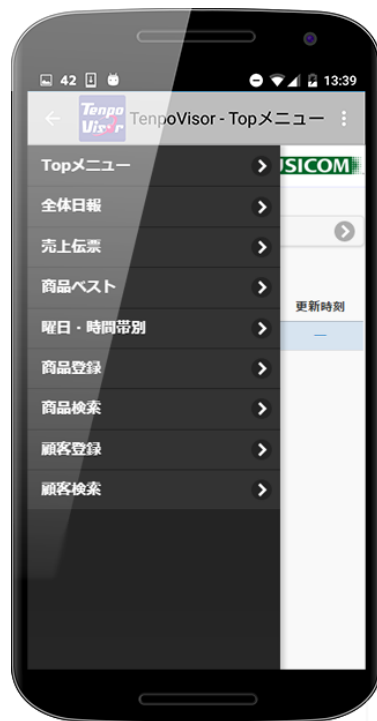 42
13:39
Tenpo
Visor
TenpoVisor - Topメニュー
Topメニュー
USICOM
全体日報
売上伝票
商品ベスト
更新時刻
曜日・時間帯別
—
商品登録
商品検索
顧客登録
顧客検索